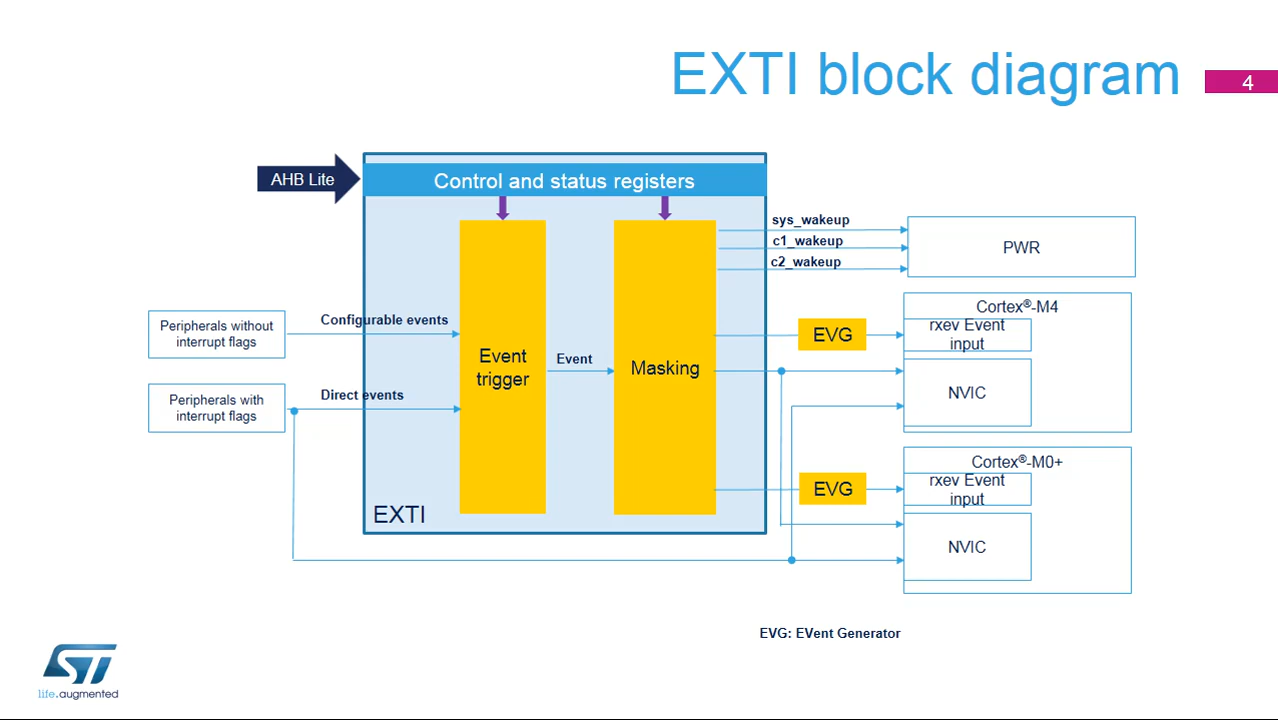 EXTI block diagram
4
AHB Lite
Control and status registers
sys_wakeup
c1_wakeup
c2_wakeup
PWR
Peripherals without
interrupt flags
Configurable events
Event
trigger
Event
Masking
EVG
Cortex®-M4
rxev Event
input
NVIC
Peripherals with
interrupt flags
Direct events
EVG
Cortex®-M0+
rxev Event
input
NVIC
EXTI
EVG: EVent Generator
ST
life.augmented